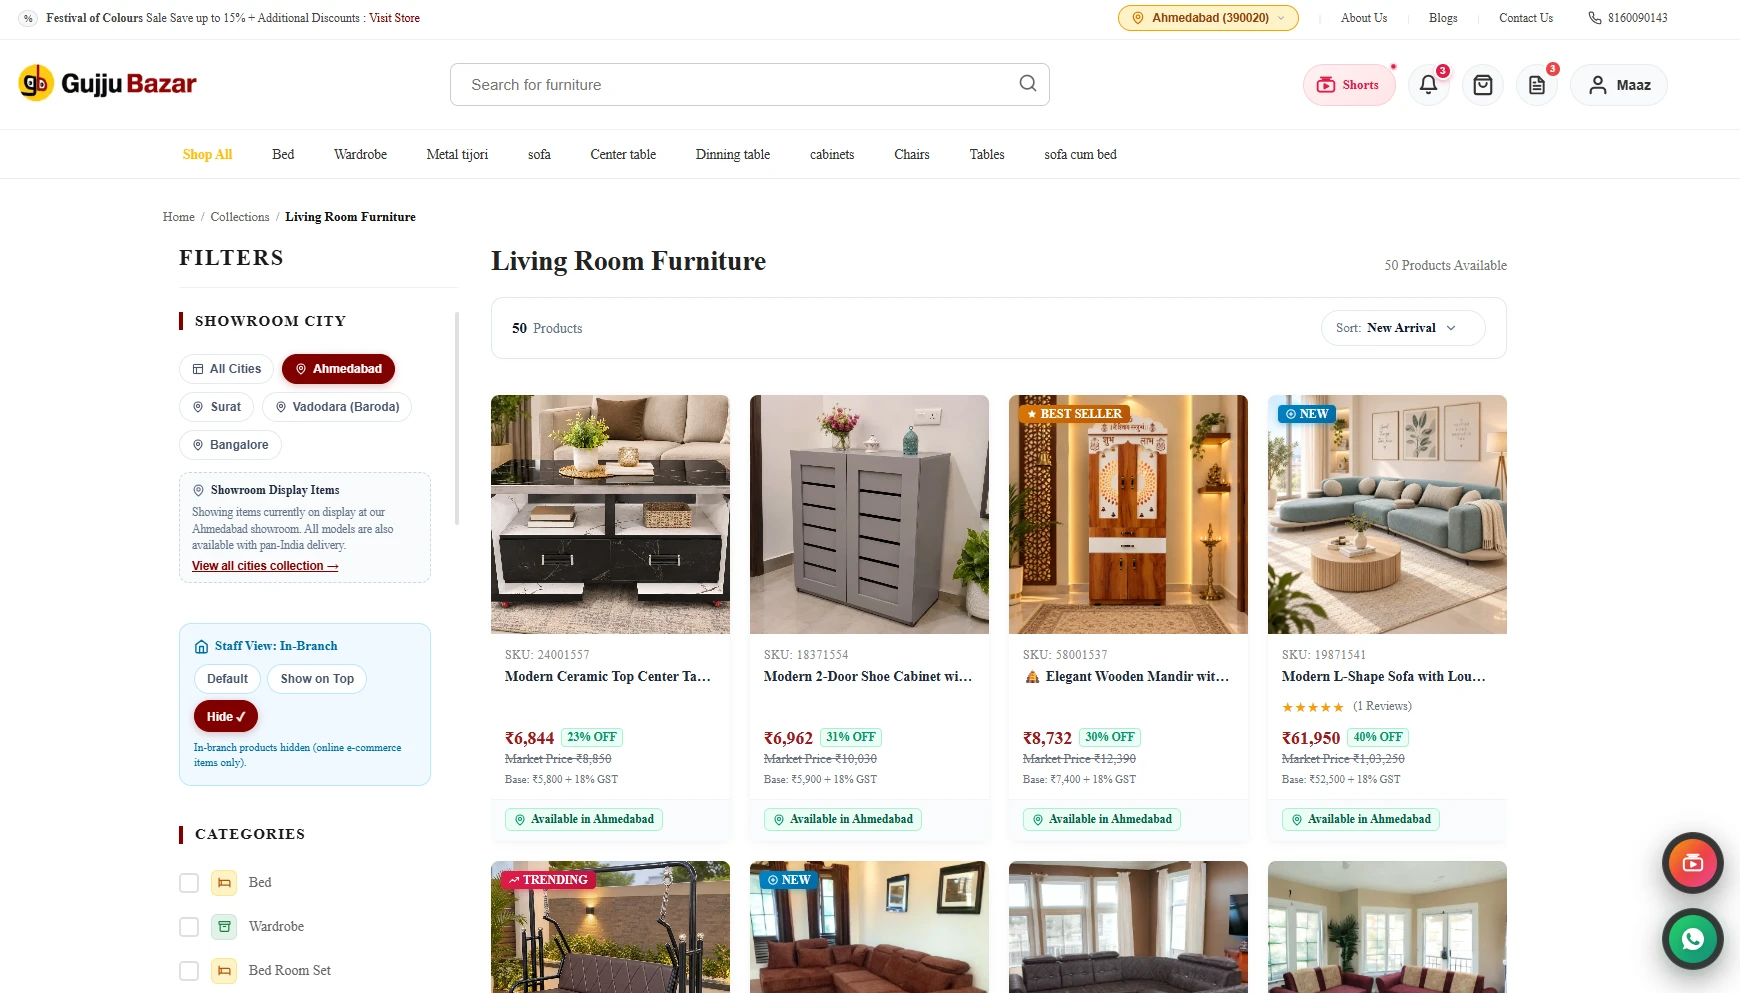 % Festival of Colours Sale Save up to 15% + Additional Discounts : Visit Store
Ahmedabad (390020)
About Us
Blogs
Contact Us
8160090143
gb Gujju Bazar
Search for furniture
Shorts
3
3
Maaz
Shop All
Bed
Wardrobe
Metal tijori
sofa
Center table
Dinning table
cabinets
Chairs
Tables
sofa cum bed
Home / Collections / Living Room Furniture
FILTERS
SHOWROOM CITY
All Cities
Ahmedabad
Surat
Vadodara (Baroda)
Bangalore
Showroom Display Items
Showing items currently on display at our
Ahmedabad showroom. All models are also
available with pan-India delivery.
View all cities collection →
Staff View: In-Branch
Default
Show on Top
Hide ✓
In-branch products hidden (online e-commerce
items only).
CATEGORIES
Bed
Wardrobe
Bed Room Set
Living Room Furniture
50 Products Available
50 Products
Sort: New Arrival
SKU: 24001557
Modern Ceramic Top Center Ta...
₹6,844 23% OFF
Market Price ₹8,850
Base: ₹5,800 + 18% GST
Available in Ahmedabad
SKU: 18371554
Modern 2-Door Shoe Cabinet wi...
₹6,962 31% OFF
Market Price ₹10,030
Base: ₹5,900 + 18% GST
Available in Ahmedabad
BEST SELLER
शुभ लाभ
SKU: 58001537
🛕 Elegant Wooden Mandir wit...
₹8,732 30% OFF
Market Price ₹12,390
Base: ₹7,400 + 18% GST
Available in Ahmedabad
NEW
SKU: 19871541
Modern L-Shape Sofa with Lou...
★★★★★ (1 Reviews)
₹61,950 40% OFF
Market Price ₹1,03,250
Base: ₹52,500 + 18% GST
Available in Ahmedabad
TRENDING
NEW